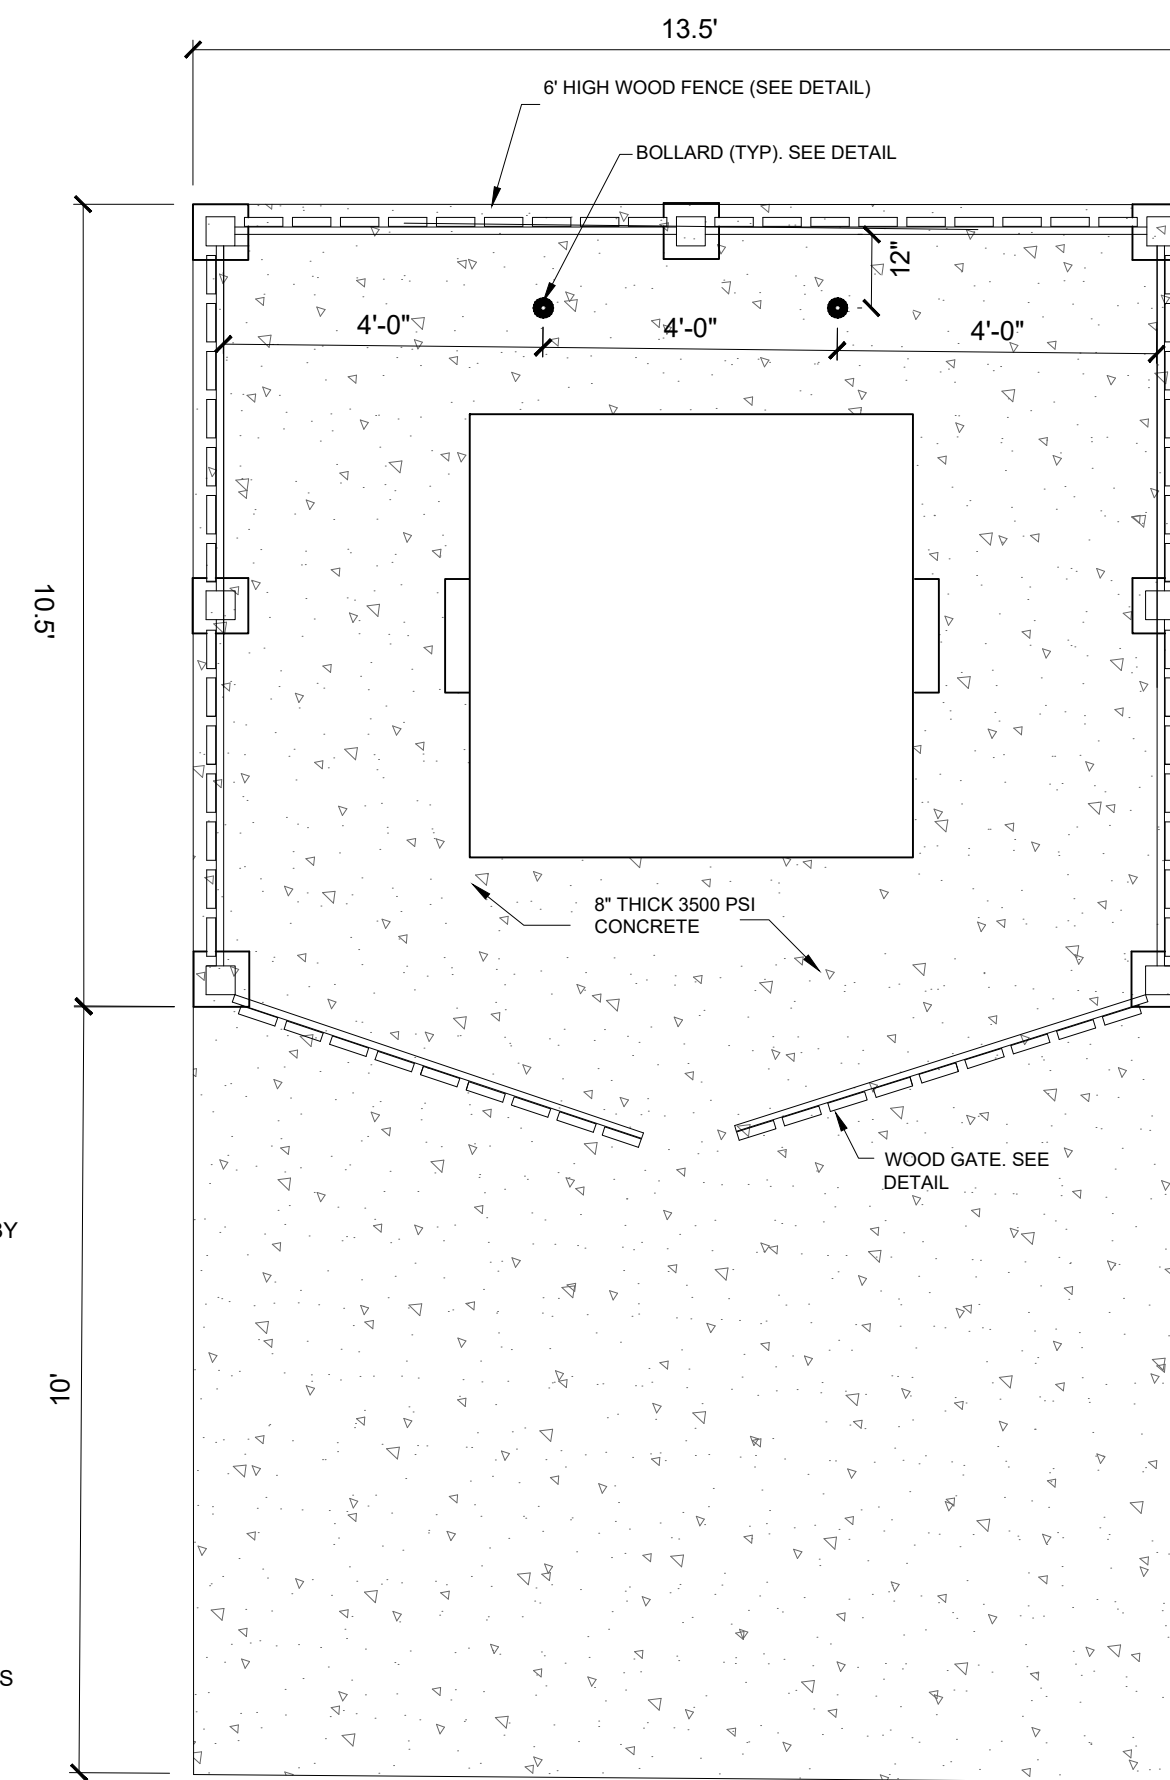 13.5'
6' HIGH WOOD FENCE (SEE DETAIL)
BOLLARD (TYP). SEE DETAIL
12"
4'-0"
4'-0"
4'-0"
10.5'
8" THICK 3500 PSI
CONCRETE
WOOD GATE. SEE
DETAIL
BY
10'
S